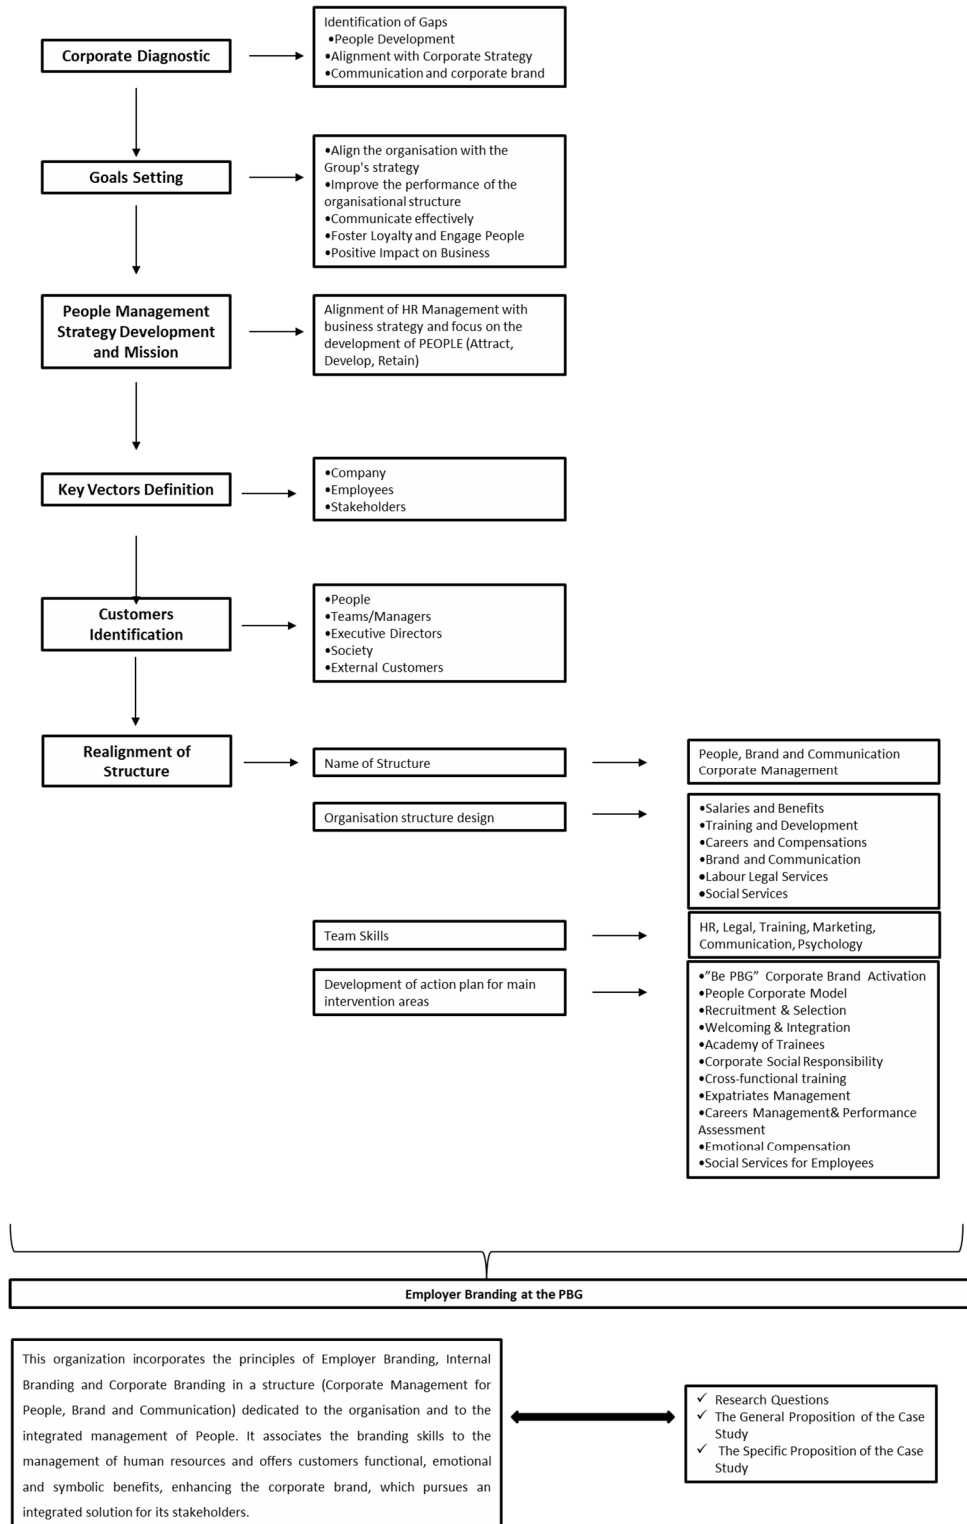 Corporate Diagnostic
Identification of Gaps
•People Development
•Alignment with Corporate Strategy
•Communication and corporate brand
Goals Setting
•Align the organisation with the
Group's strategy
•Improve the performance of the
organisational structure
•Communicate effectively
•Foster Loyalty and Engage People
•Positive Impact on Business
People Management
Strategy Development
and Mission
Alignment of HR Management with
business strategy and focus on the
development of PEOPLE (Attract,
Develop, Retain)
Key Vectors Definition
•Company
•Employees
•Stakeholders
Customers
Identification
•People
•Teams/Managers
•Executive Directors
•Society
•External Customers
Realignment of
Structure
Name of Structure
People, Brand and Communication
Corporate Management
Organisation structure design
•Salaries and Benefits
•Training and Development
•Careers and Compensations
•Brand and Communication
•Labour Legal Services
•Social Services
Team Skills
HR, Legal, Training, Marketing,
Communication, Psychology
Development of action plan for main
intervention areas
•"Be PBG" Corporate Brand Activation
•People Corporate Model
•Recruitment & Selection
•Welcoming & Integration
•Academy of Trainees
•Corporate Social Responsibility
•Cross-functional training
•Expatriates Management
•Careers Management& Performance
Assessment
•Emotional Compensation
•Social Services for Employees
Employer Branding at the PBG
This organization incorporates the principles of Employer Branding, Internal
Branding and Corporate Branding in a structure (Corporate Management for
People, Brand and Communication) dedicated to the organisation and to the
integrated management of People. It associates the branding skills to the
management of human resources and offers customers functional, emotional
and symbolic benefits, enhancing the corporate brand, which pursues an
integrated solution for its stakeholders.
✓ Research Questions
✓ The General Proposition of the Case
Study
✓ The Specific Proposition of the Case
Study